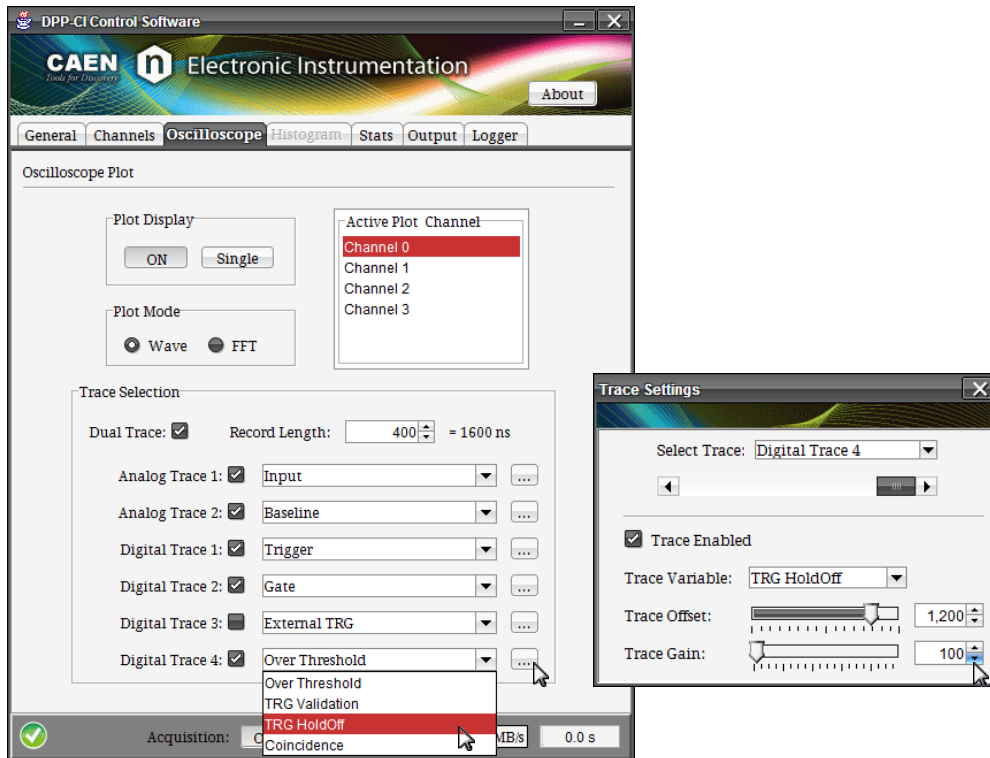 DPP-CI Control Software
CAEN n Electronic Instrumentation
Tools for Discovery
About
General Channels Oscilloscope Histogram Stats Output Logger
Oscilloscope Plot
Plot Display
ON Single
Active Plot Channel
Channel 0
Channel 1
Channel 2
Channel 3
Plot Mode
Wave FFT
Trace Selection
Dual Trace: Record Length: 400 = 1600 ns
Analog Trace 1: Input ...
Analog Trace 2: Baseline ...
Digital Trace 1: Trigger ...
Digital Trace 2: Gate ...
Digital Trace 3: External TRG ...
Digital Trace 4: Over Threshold ...
Over Threshold
TRG Validation
TRG HoldOff
Coincidence
Acquisition: MB/s 0.0 s
Trace Settings
Select Trace: Digital Trace 4
Trace Enabled
Trace Variable: TRG HoldOff
Trace Offset: 1,200
Trace Gain: 100